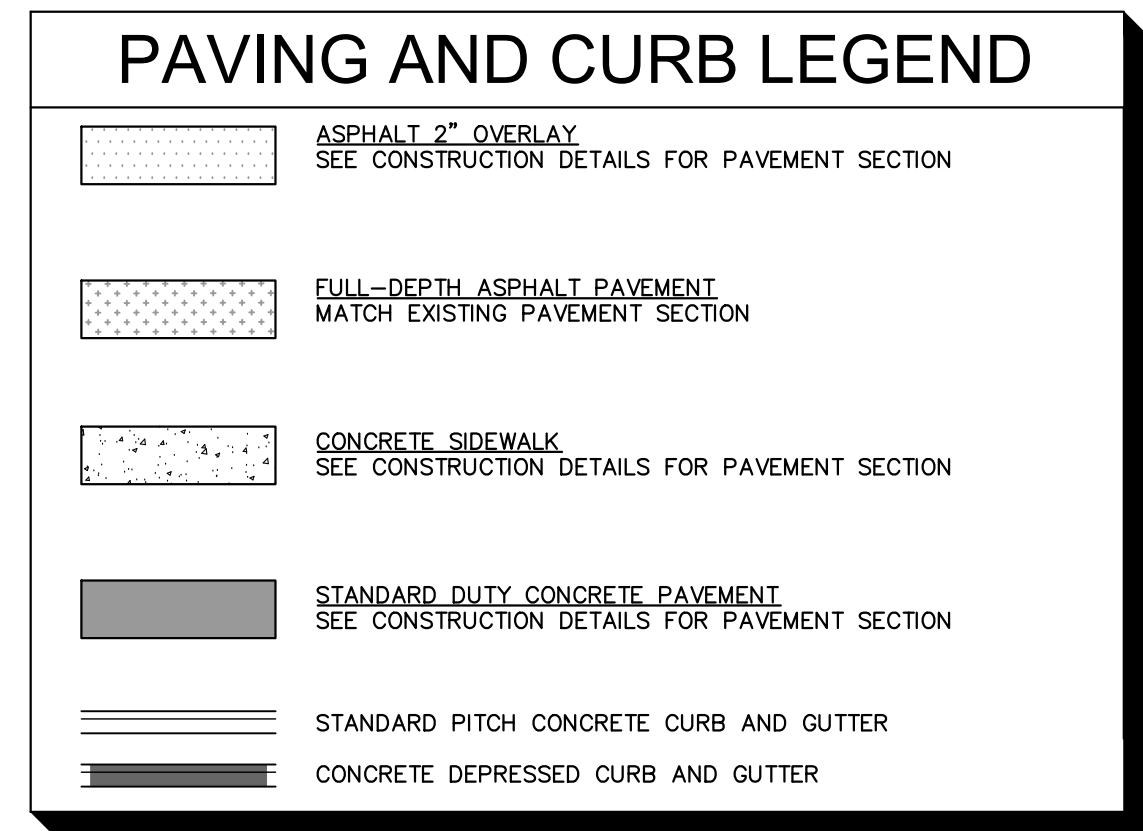 PAVING AND CURB LEGEND
ASPHALT 2" OVERLAY
SEE CONSTRUCTION DETAILS FOR PAVEMENT SECTION
FULL-DEPTH ASPHALT PAVEMENT
MATCH EXISTING PAVEMENT SECTION
CONCRETE SIDEWALK
SEE CONSTRUCTION DETAILS FOR PAVEMENT SECTION
STANDARD DUTY CONCRETE PAVEMENT
SEE CONSTRUCTION DETAILS FOR PAVEMENT SECTION
STANDARD PITCH CONCRETE CURB AND GUTTER
CONCRETE DEPRESSED CURB AND GUTTER